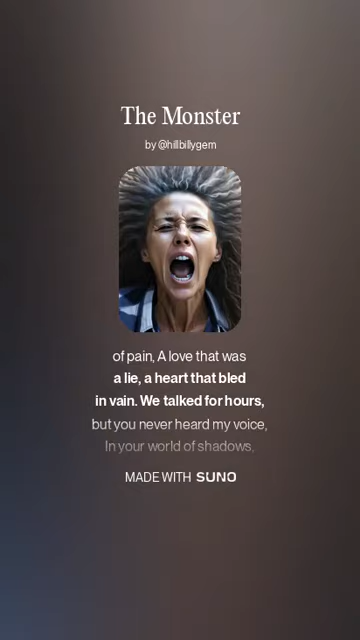 The Monster
by @hillbillygem
of pain, A love that was
a lie, a heart that bled
in vain. We talked for hours,
but you never heard my voice,
In your world of shadows,
MADE WITH SUNO